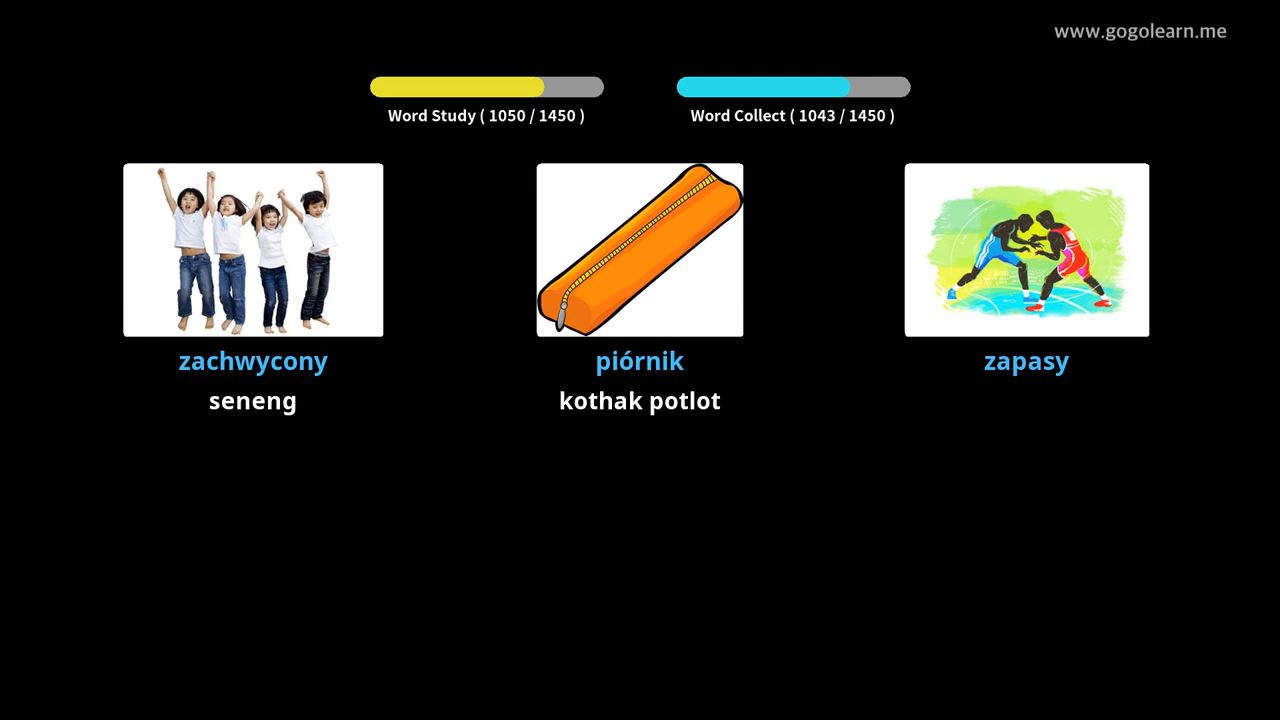 www.gogolearn.me
Word Study ( 1050 / 1450 )
Word Collect ( 1043 / 1450 )
zachwycony
piórnik
zapasy
seneng
kothak potlot